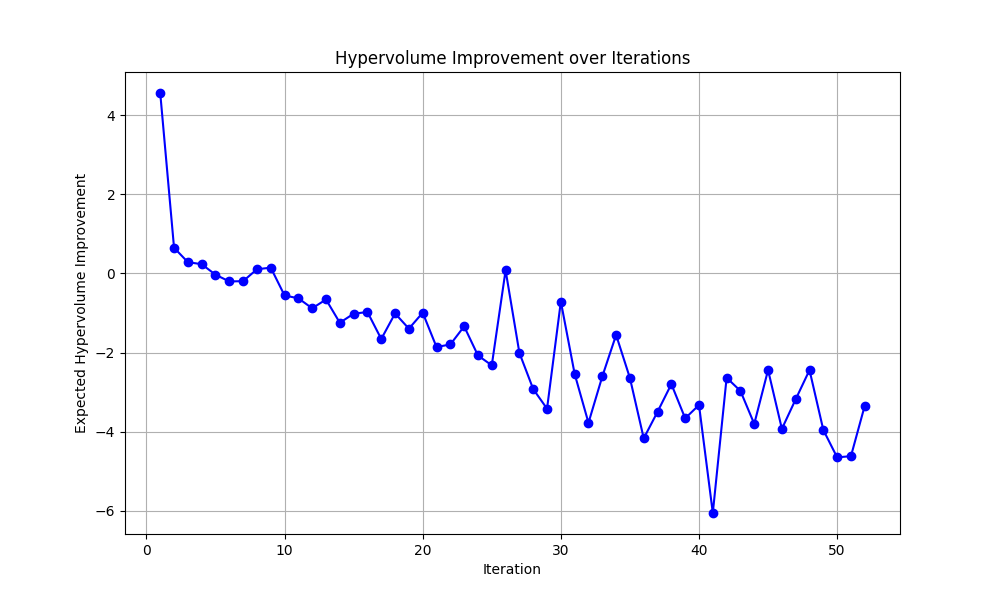 Hypervolume Improvement over Iterations
Expected Hypervolume Improvement
4
2
0
−2
−4
−6
0 10 20 30 40 50
Iteration